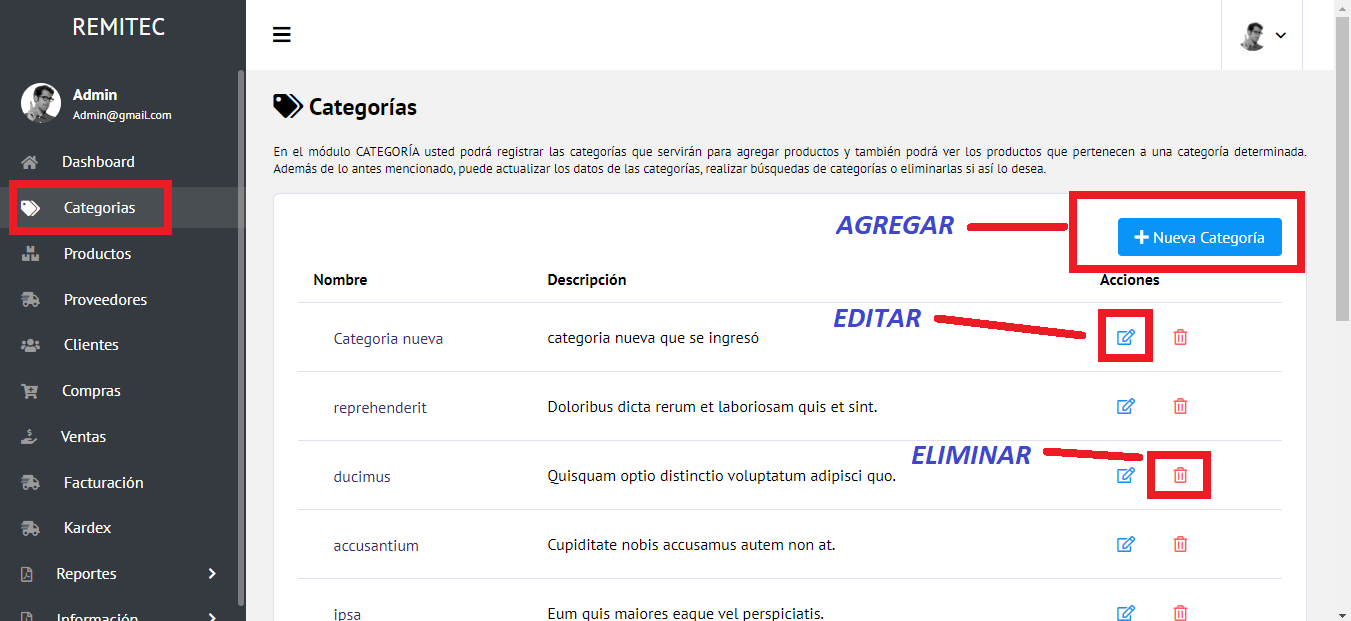 REMITEC
Admin
Admin@gmail.com
Dashboard
Categorias
Productos
Proveedores
Clientes
Compras
Ventas
Facturación
Kardex
Reportes
Información
Categorías
En el módulo CATEGORÍA usted podrá registrar las categorías que servirán para agregar productos y también podrá ver los productos que pertenecen a una categoría determinada.
Además de lo antes mencionado, puede actualizar los datos de las categorías, realizar búsquedas de categorías o eliminarlas si así lo desea.
AGREGAR
Nueva Categoría
Nombre Descripción Acciones
EDITAR
Categoria nueva categoria nueva que se ingresó
reprehenderit Doloribus dicta rerum et laboriosam quis et sint.
ELIMINAR
ducimus Quisquam optio distinctio voluptatum adipisci quo.
accusantium Cupiditate nobis accusamus autem non at.
ipsa Eum quis maiores eaque vel perspiciatis.